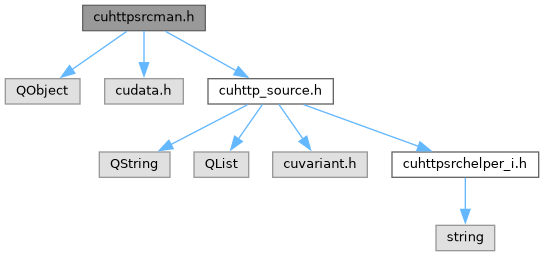 cuhttpsrcman.h
QObject
cudata.h
cuhttp_source.h
QString
QList
cuvariant.h
cuhttpsrchelper_i.h
string